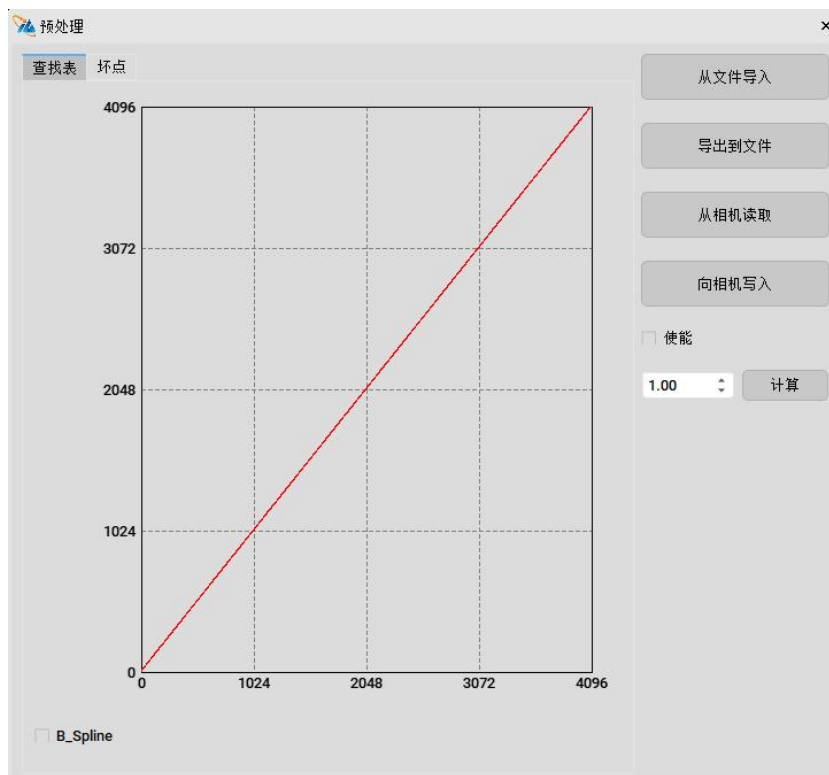 预处理
×
查找表 坏点
4096
3072
2048
1024
0
0 1024 2048 3072 4096
B_Spline
从文件导入
导出到文件
从相机读取
向相机写入
使能
1.00 计算